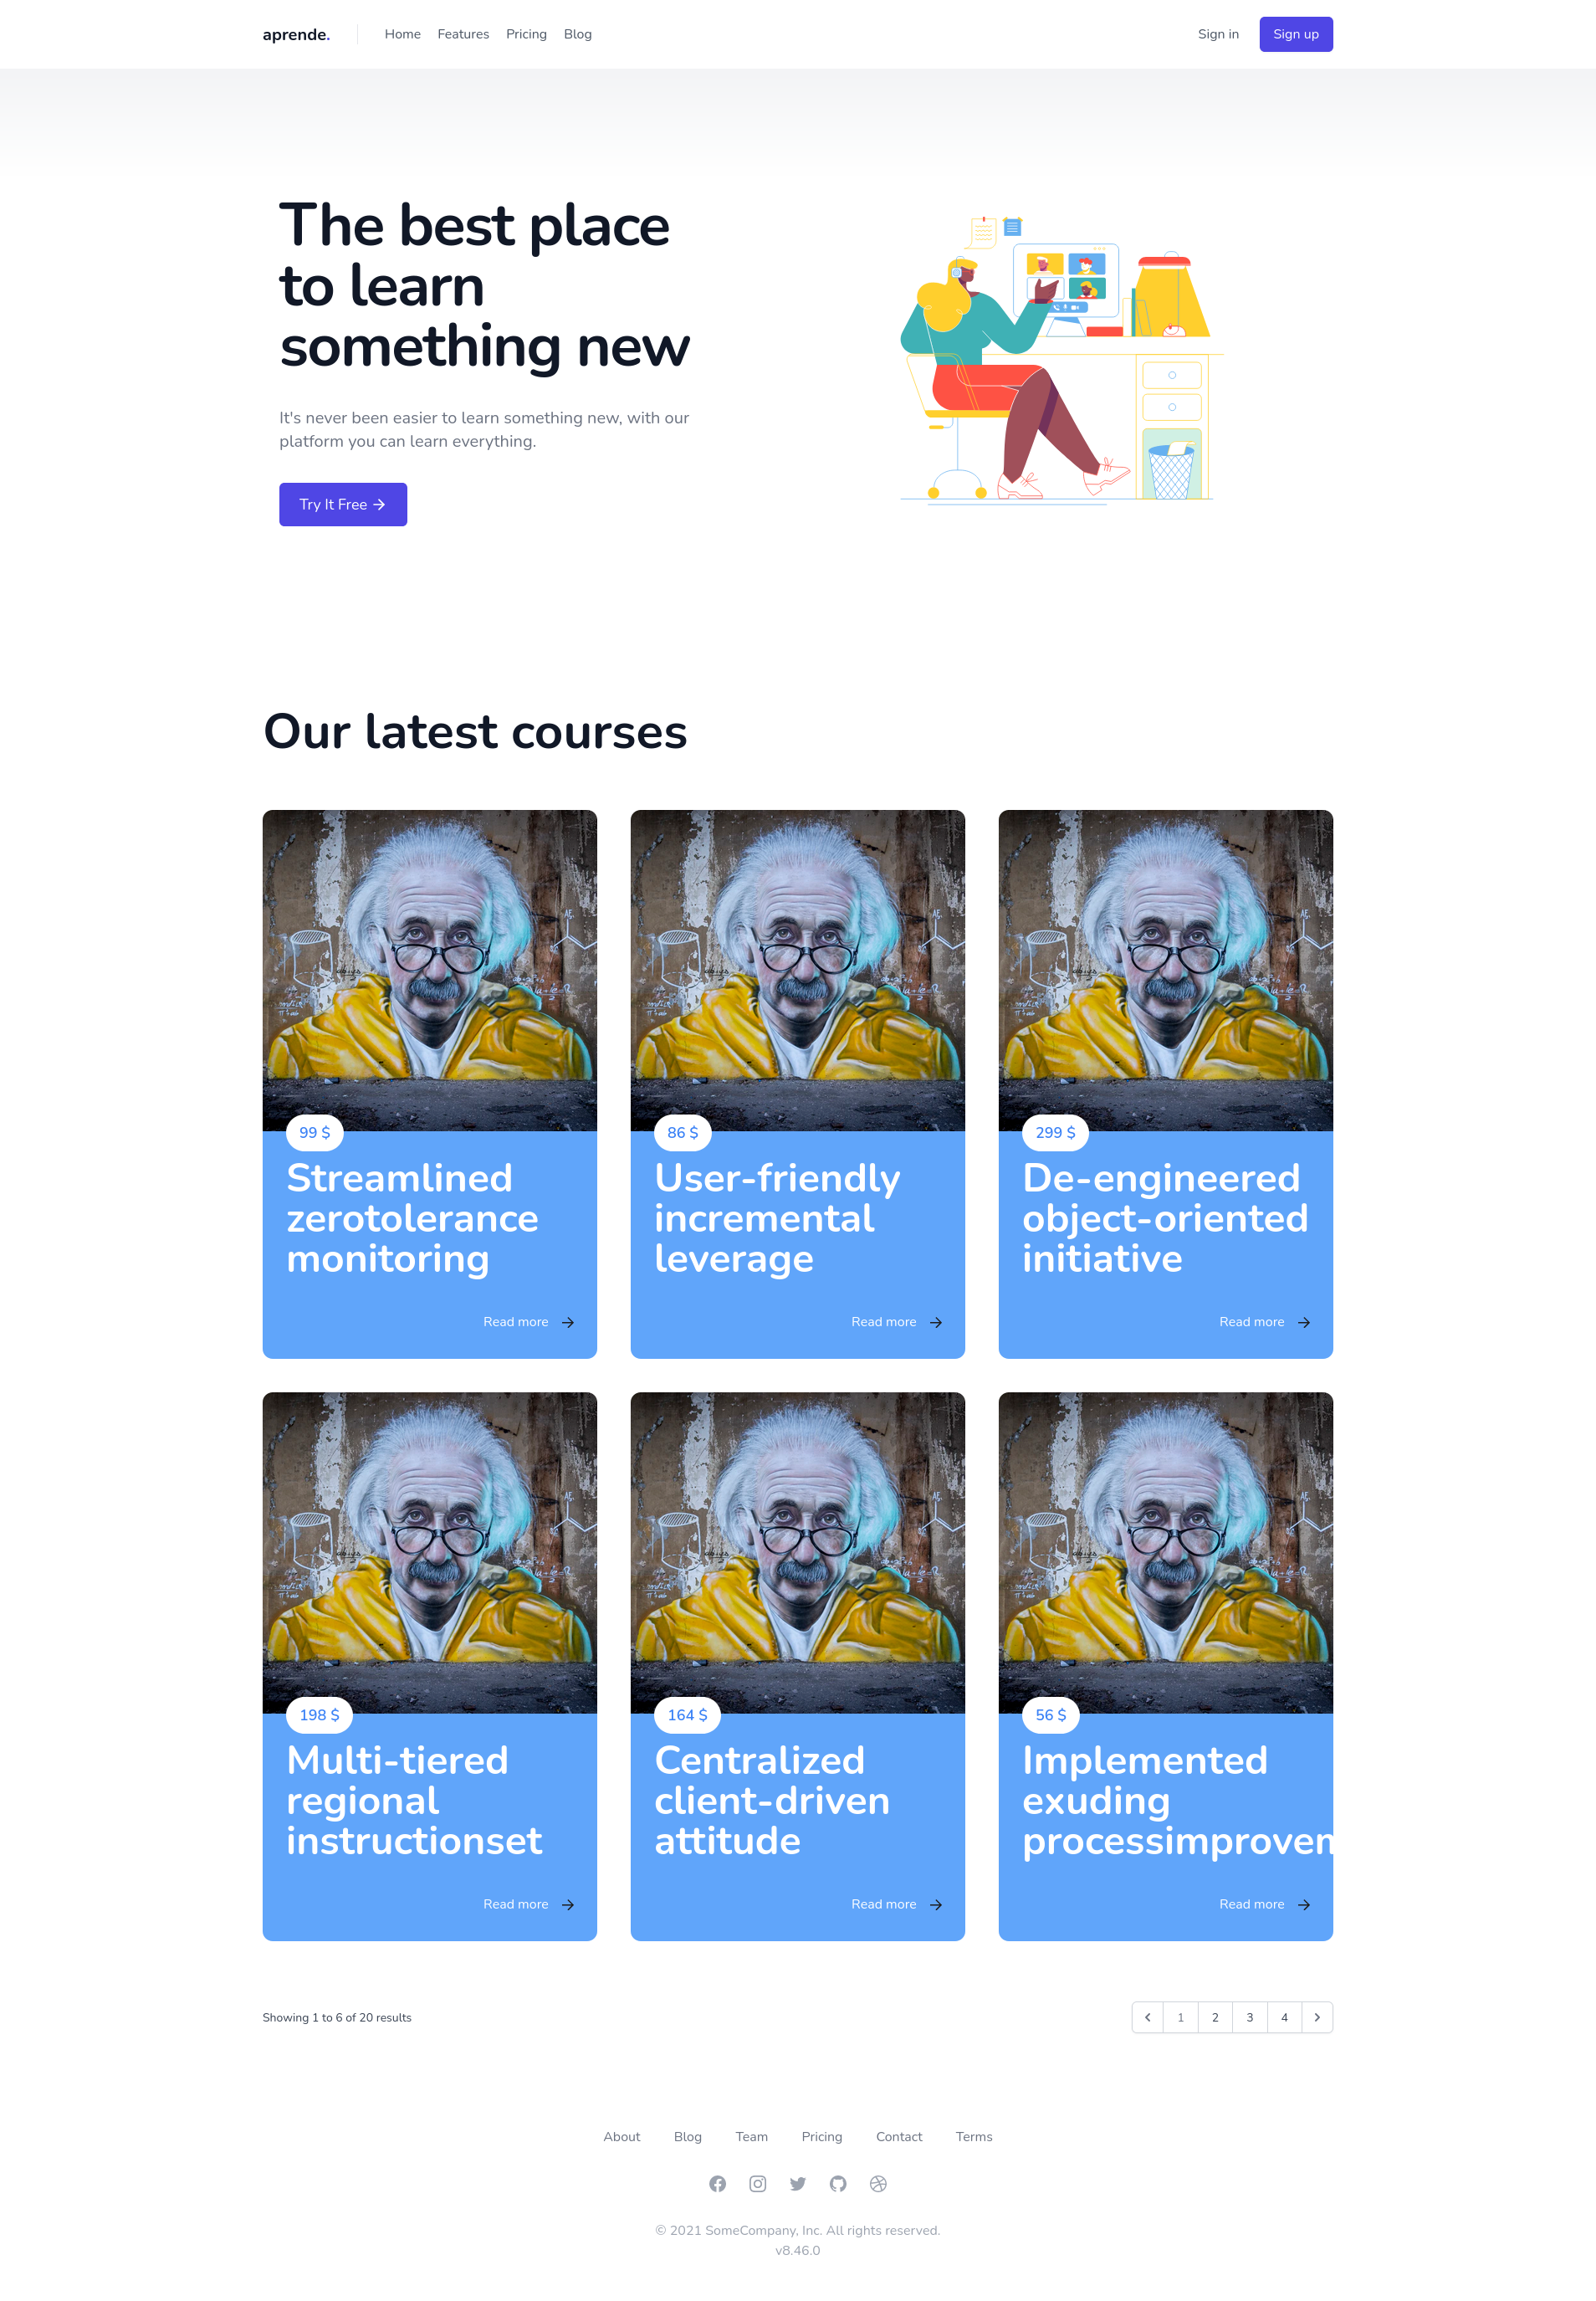 aprende.
Home Features Pricing Blog
Sign in
Sign up
The best place
to learn
something new
It's never been easier to learn something new, with our
platform you can learn everything.
Try It Free
Our latest courses
99 $
Streamlined
zerotolerance
monitoring
Read more
86 $
User-friendly
incremental
leverage
Read more
299 $
De-engineered
object-oriented
initiative
Read more
198 $
Multi-tiered
regional
instructionset
Read more
164 $
Centralized
client-driven
attitude
Read more
56 $
Implemented
exuding
Read more
Showing 1 to 6 of 20 results
1 2 3 4
About Blog Team Pricing Contact Terms
© 2021 SomeCompany, Inc. All rights reserved.
v8.46.0